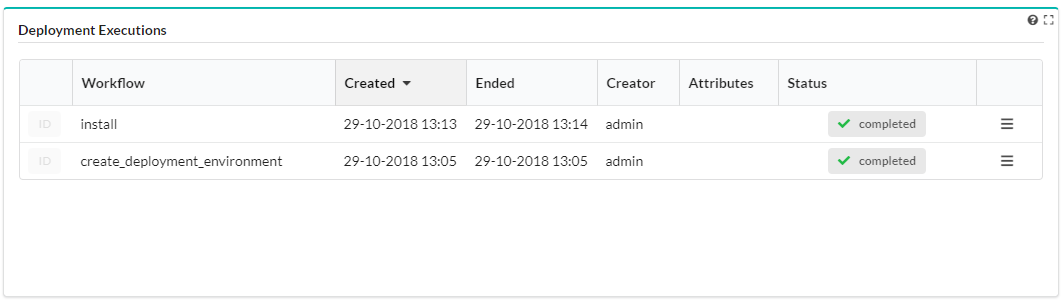 Deployment Executions
Workflow Created Ended Creator Attributes Status
ID install 29-10-2018 13:13 29-10-2018 13:14 admin completed
ID create_deployment_environment 29-10-2018 13:05 29-10-2018 13:05 admin completed